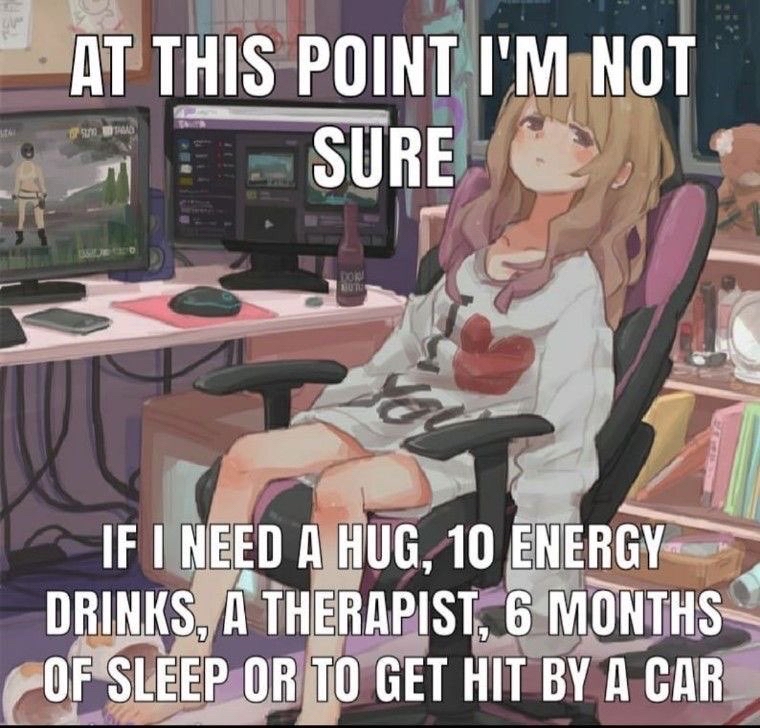 AT THIS POINT I'M NOT
SURE
I
YOU
IF I NEED A HUG, 10 ENERGY
DRINKS, A THERAPIST, 6 MONTHS
OF SLEEP OR TO GET HIT BY A CAR